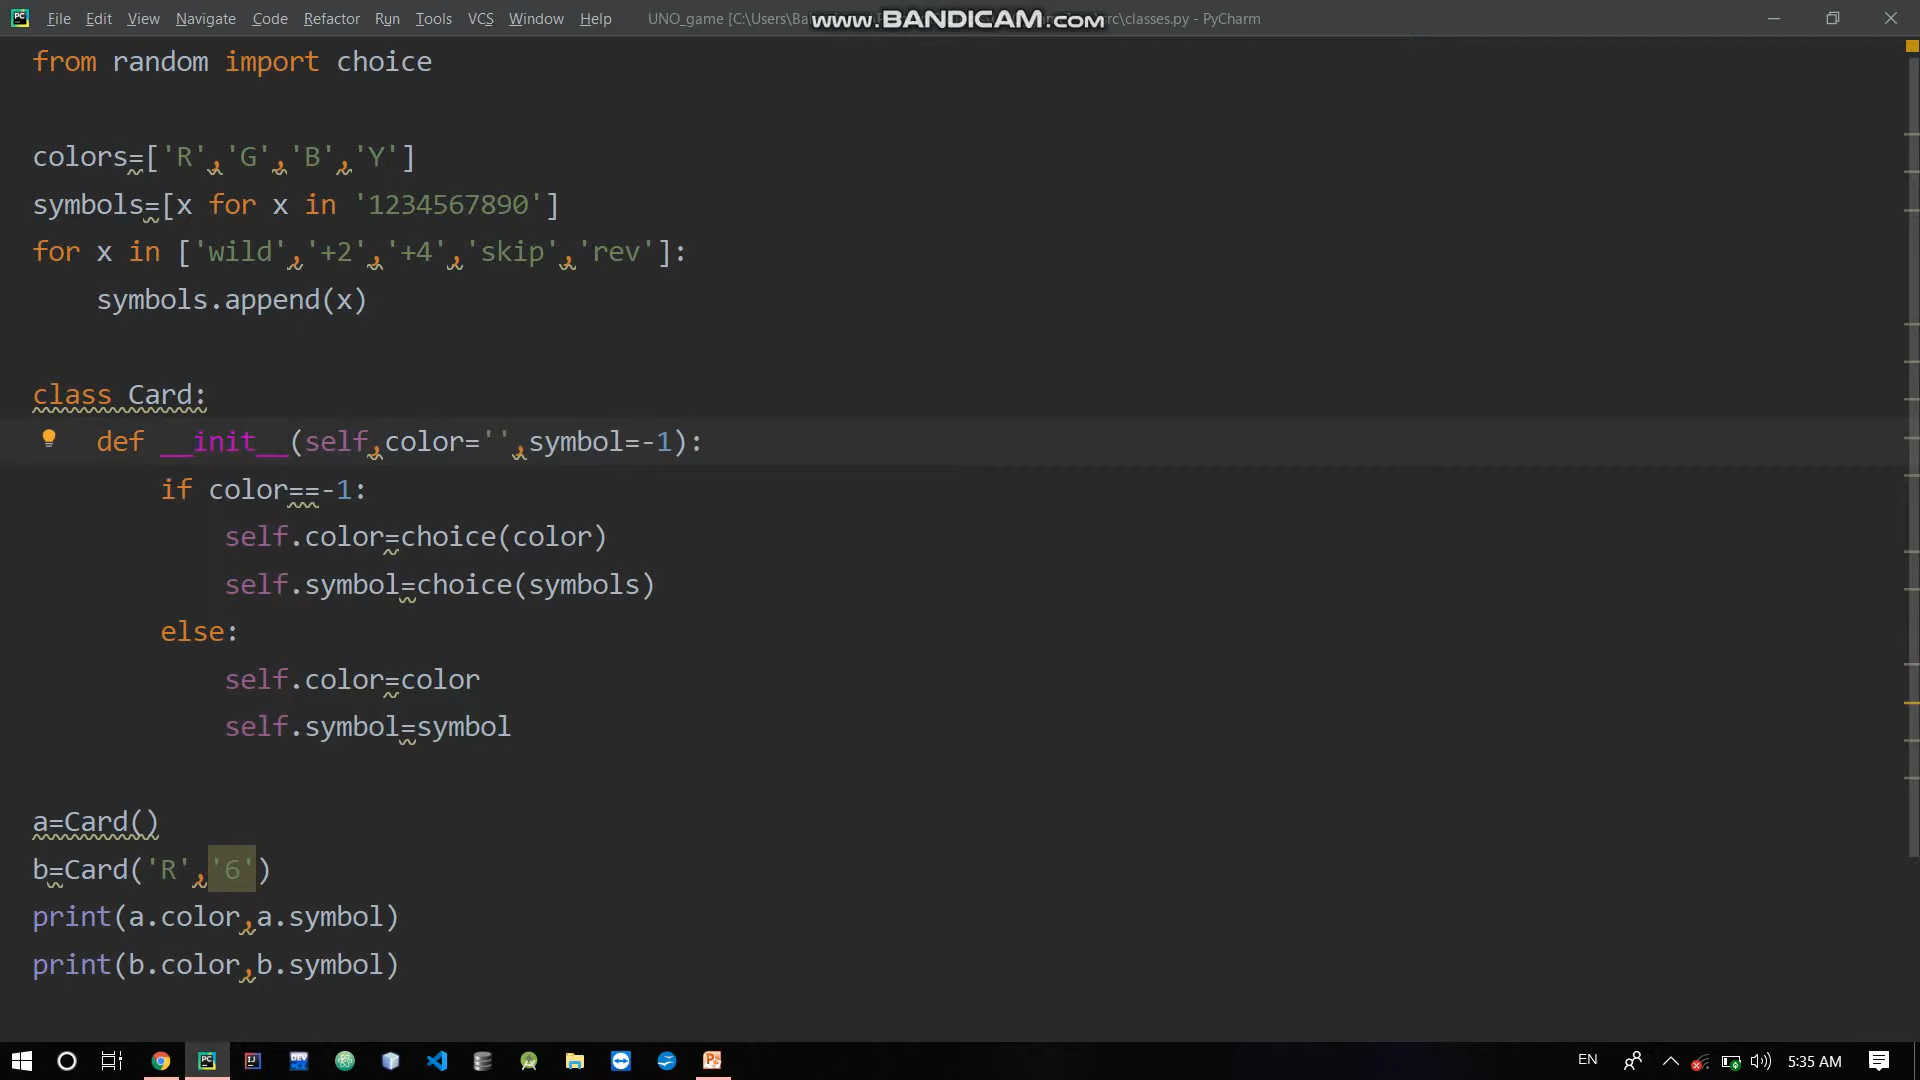 File Edit View Navigate Code Refactor Run Tools VCS Window Help UNO_game [C:\Users\Ba www.BANDICAM.com rc\classes.py - PyCharm
from random import choice
colors=['R','G','B','Y']
symbols=[x for x in '1234567890']
for x in ['wild','+2','+4','skip','rev']:
    symbols.append(x)
class Card:
    def __init__(self,color='',symbol=-1):
        if color==-1:
            self.color=choice(color)
            self.symbol=choice(symbols)
        else:
            self.color=color
            self.symbol=symbol
a=Card()
b=Card('R','6')
print(a.color,a.symbol)
print(b.color,b.symbol)
EN 5:35 AM